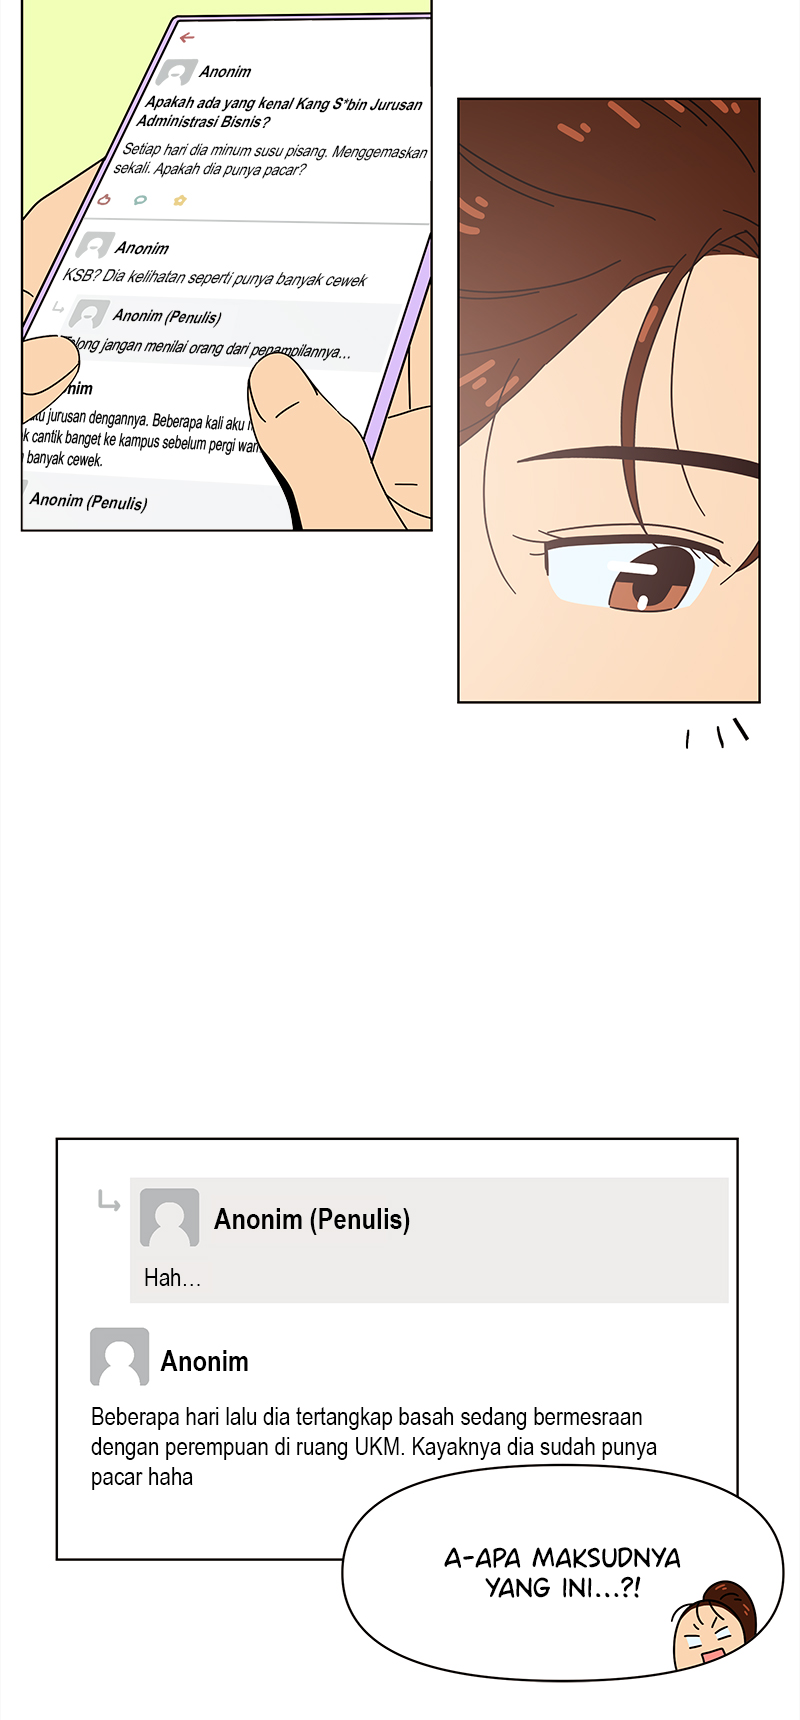 Anonim
Apakah ada yang kenal Kang S*bin Jurusan
Administrasi Bisnis?
Setiap hari dia minum susu pisang. Menggemaskan
sekali. Apakah dia punya pacar?
Anonim
KSB? Dia kelihatan seperti punya banyak cewek
Anonim (Penulis)
jangan menilai orang dari penampilannya...
jurusan dengannya. Beberapa kali aku
cantik banget ke kampus sebelum pergi
banyak cewek.
Anonim (Penulis)
Anonim (Penulis)
Hah...
Anonim
Beberapa hari lalu dia tertangkap basah sedang bermesraan
dengan perempuan di ruang UKM. Kayaknya dia sudah punya
pacar haha
A-APA MAKSUDNYA
YANG INI...?!